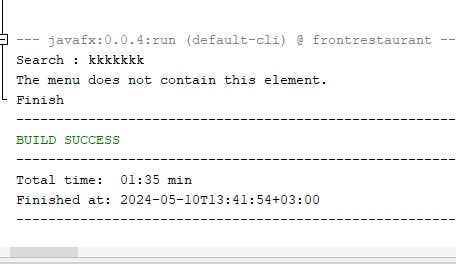 --- javafx:0.0.4:run (default-cli) @ frontrestaurant --
Search : kkkkkkk
The menu does not contain this element.
Finish
------------------------------------------------------------------------
BUILD SUCCESS
------------------------------------------------------------------------
Total time:  01:35 min
Finished at: 2024-05-10T13:41:54+03:00
------------------------------------------------------------------------